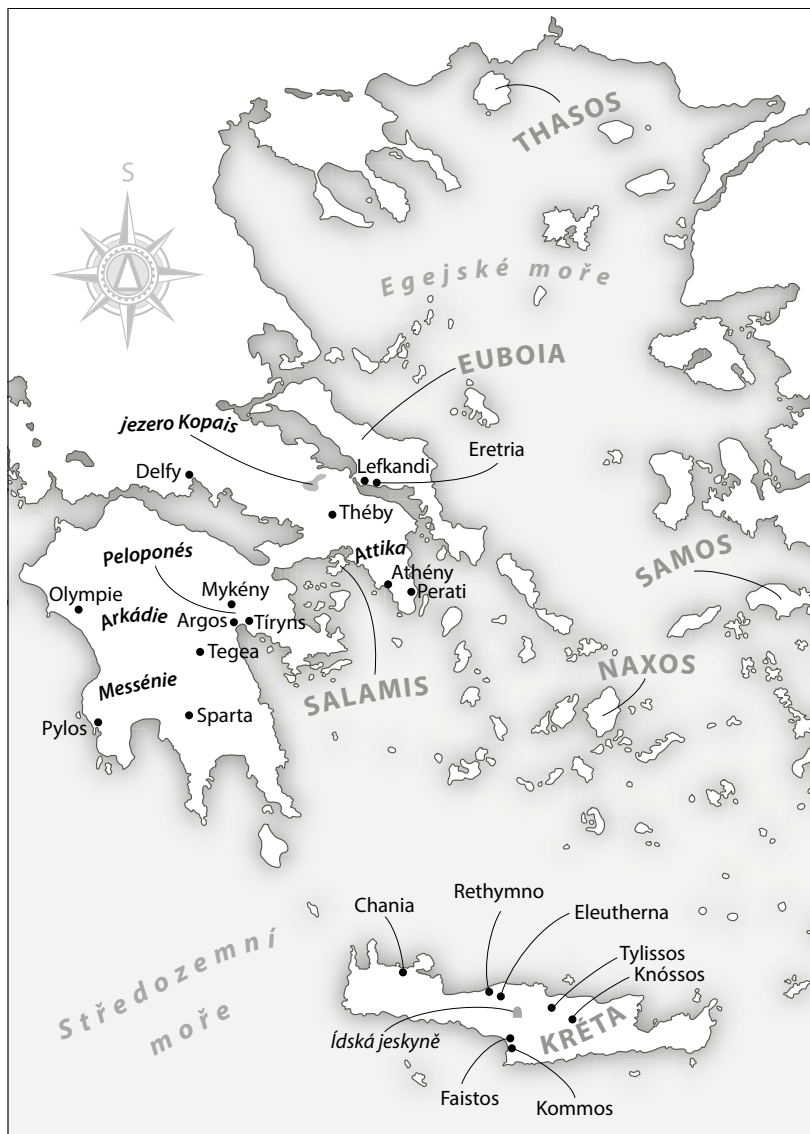 THASOS
S
Egejské moře
EUBOIA
jezero Kopais
Eretria
Lefkandi
Delfy
Théby
Attika
Peloponés
SAMOS
Athény
Mykény
Perati
Olympie
Arkádie
Argos
Tíryns
Tegea
NAXOS
Messénie
SALAMIS
Sparta
Pylos
Rethymno
Chania
Eleutherna
Tylissos
Knóssos
Středozemní
moře
KRÉTA
Ídská jeskyně
Faistos
Kommos